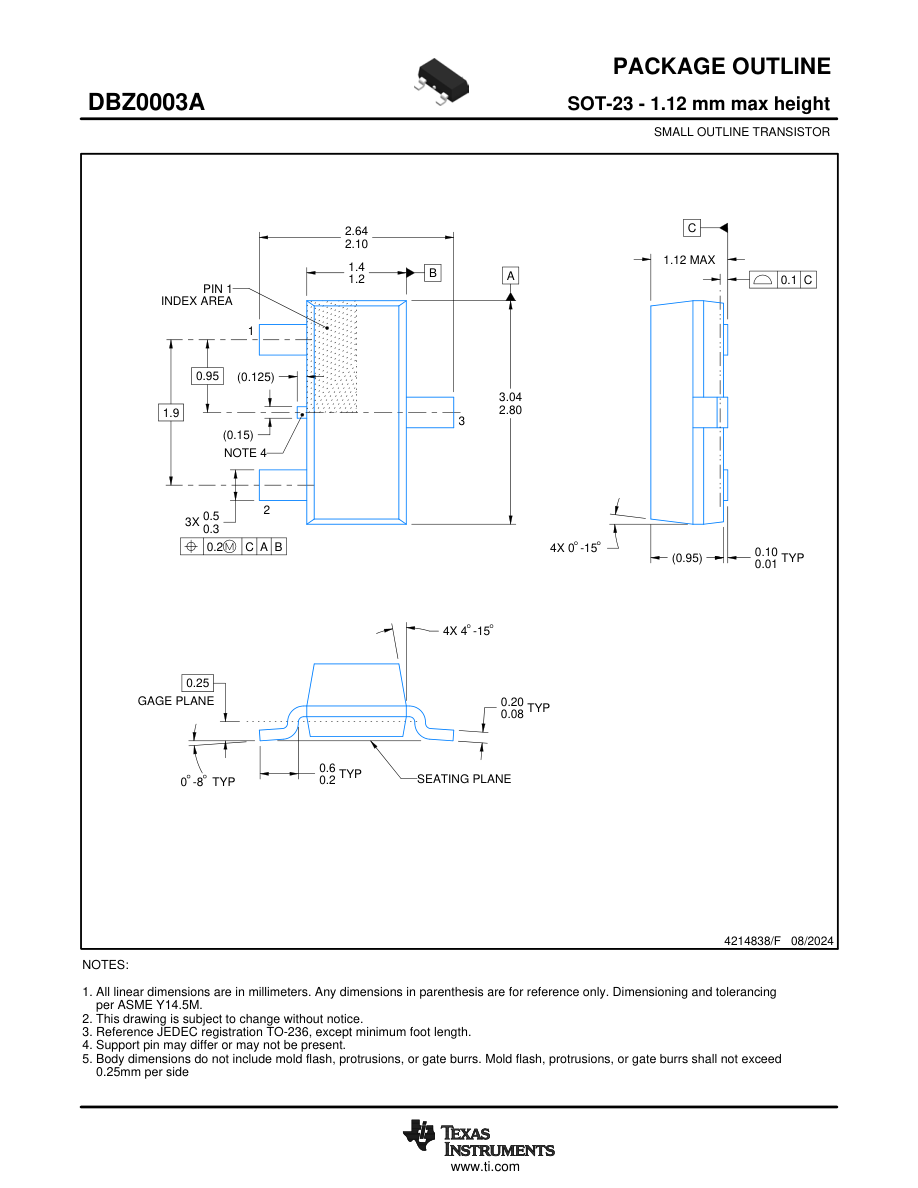 PACKAGE OUTLINE
DBZ0003A
SOT-23 - 1.12 mm max height
SMALL OUTLINE TRANSISTOR
2.64
2.10
1.4
1.2
B
A
PIN 1
INDEX AREA
1
0.95
(0.125)
1.9
3.04
2.80
3
(0.15)
NOTE 4
2
3X 0.5
0.3
0.2Ⓜ C A B
C
1.12 MAX
0.1 C
4X 0°-15°
(0.95)
0.10
0.01 TYP
4X 4°-15°
0.25
GAGE PLANE
0.20
0.08 TYP
0°-8° TYP
0.6
0.2 TYP
SEATING PLANE
4214838/F 08/2024
NOTES:
1. All linear dimensions are in millimeters. Any dimensions in parenthesis are for reference only. Dimensioning and tolerancing
per ASME Y14.5M.
2. This drawing is subject to change without notice.
3. Reference JEDEC registration TO-236, except minimum foot length.
4. Support pin may differ or may not be present.
5. Body dimensions do not include mold flash, protrusions, or gate burrs. Mold flash, protrusions, or gate burrs shall not exceed
0.25mm per side
TEXAS
INSTRUMENTS
www.ti.com